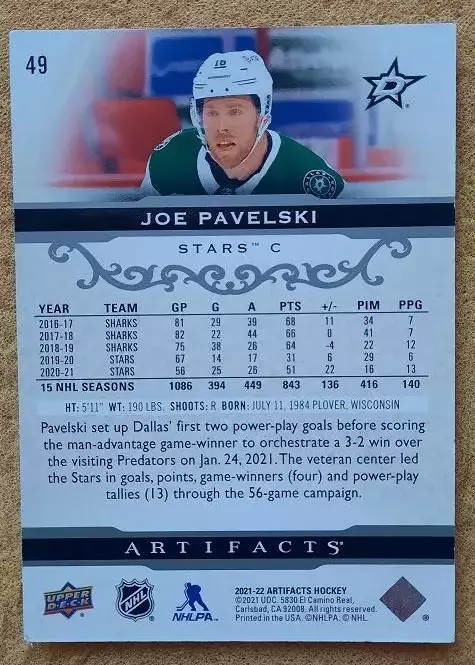 49
16
D
JOE PAVELSKI
STARS™ C
YEAR TEAM GP G A PTS +/- PIM PPG
2016-17 SHARKS 81 29 39 68 11 34 7
2017-18 SHARKS 82 22 44 66 0 41 7
2018-19 SHARKS 75 38 26 64 -4 22 12
2019-20 STARS 67 14 17 31 6 29 6
2020-21 STARS 56 25 26 51 22 16 13
15 NHL SEASONS 1086 394 449 843 136 416 140
HT: 5'11" WT: 190 LBS. SHOOTS: R BORN: JULY 11, 1984 PLOVER, WISCONSIN
Pavelski set up Dallas' first two power-play goals before scoring
the man-advantage game-winner to orchestrate a 3-2 win over
the visiting Predators on Jan. 24, 2021. The veteran center led
the Stars in goals, points, game-winners (four) and power-play
tallies (13) through the 56-game campaign.
ARTIFACTS®
UPPER DECK
NHL
NHLPA
2021-22 ARTIFACTS HOCKEY
©2021 UDC. 5830 El Camino Real,
Carlsbad, CA 92008. All rights reserved.
Printed in the USA. ©NHLPA. © NHL.